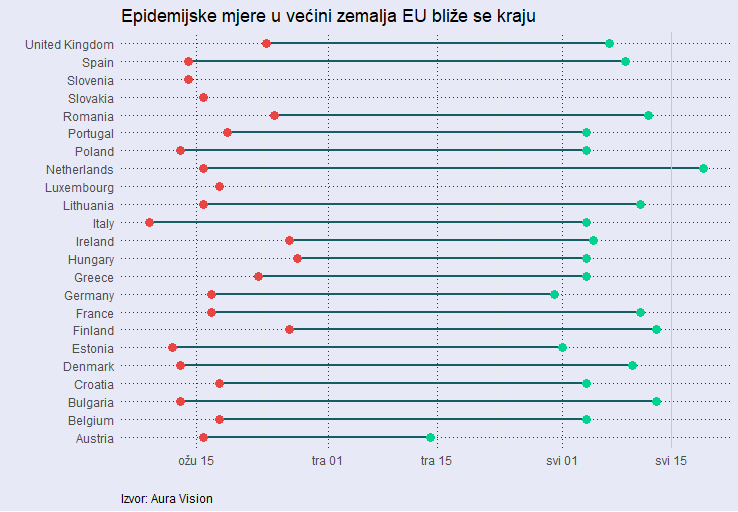 Epidemijske mjere u većini zemalja EU bliže se kraju
United Kingdom
Spain
Slovenia
Slovakia
Romania
Portugal
Poland
Netherlands
Luxembourg
Lithuania
Italy
Ireland
Hungary
Greece
Germany
France
Finland
Estonia
Denmark
Croatia
Bulgaria
Belgium
Austria
ožu 15 tra 01 tra 15 svi 01 svi 15
Izvor: Aura Vision